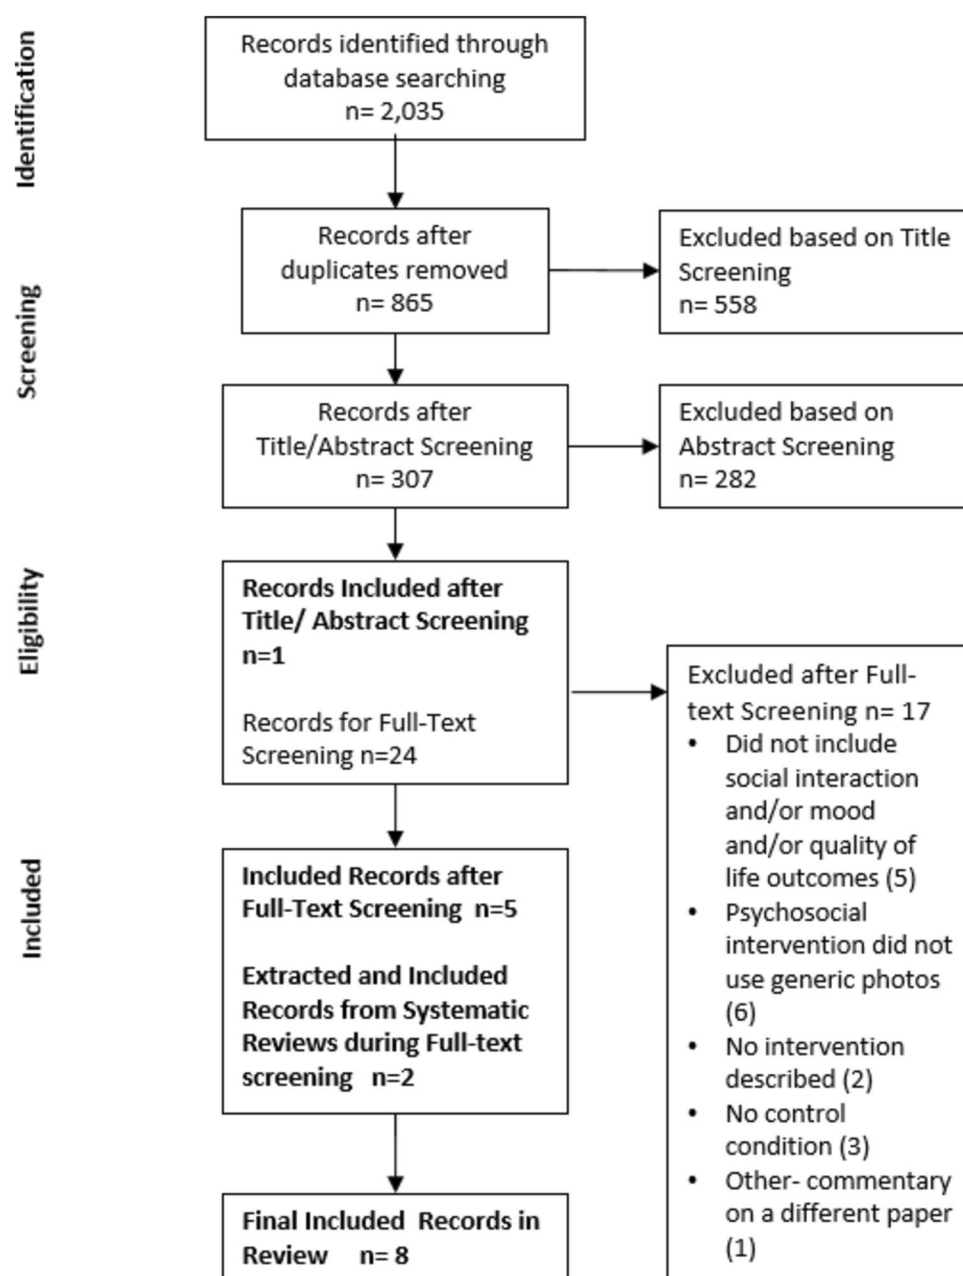 Identification
Records identified through
database searching
n= 2,035
Screening
Records after
duplicates removed
n= 865
Excluded based on Title
Screening
n= 558
Records after
Title/Abstract Screening
n= 307
Excluded based on
Abstract Screening
n= 282
Eligibility
Records Included after
Title/ Abstract Screening
n=1
Records for Full-Text
Screening n=24
Excluded after Full-
text Screening n= 17
• Did not include
social interaction
and/or mood
and/or quality of
life outcomes (5)
• Psychosocial
intervention did not
use generic photos
(6)
• No intervention
described (2)
• No control
condition (3)
• Other- commentary
on a different paper
(1)
Included
Included Records after
Full-Text Screening n=5
Extracted and Included
Records from Systematic
Reviews during Full-text
screening n=2
Final Included Records in
Review n= 8